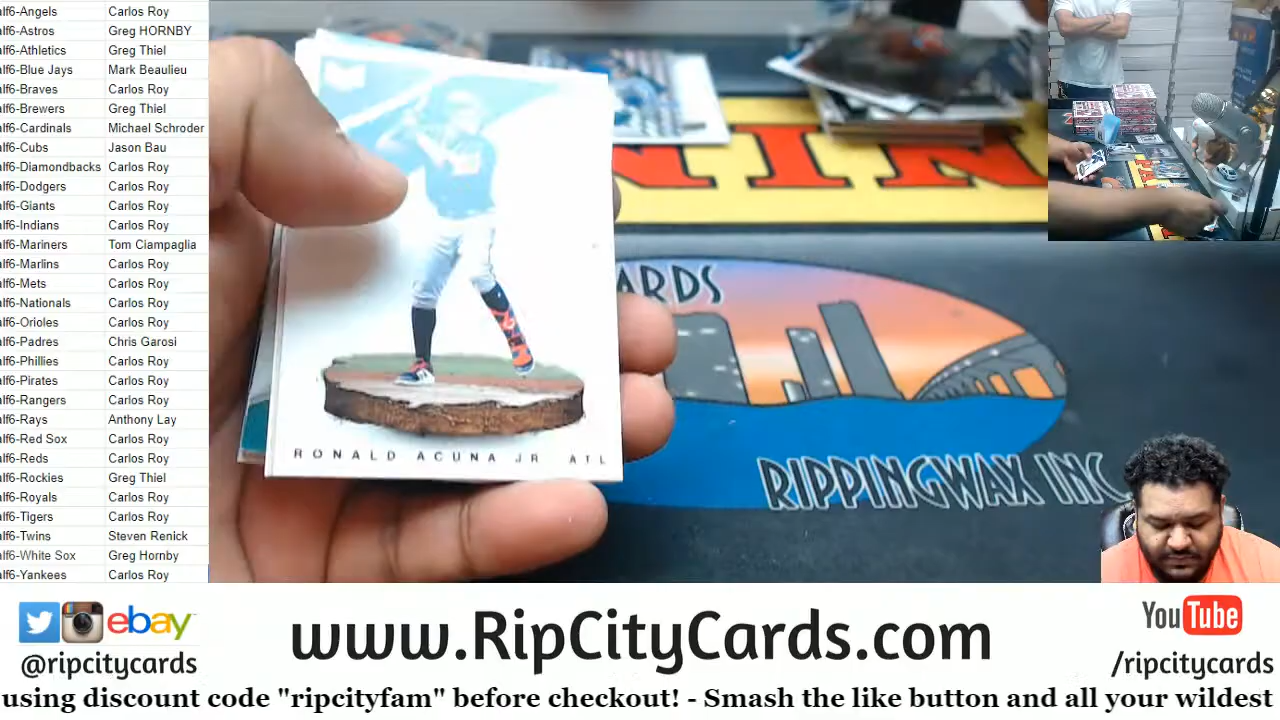 alf6-Angels Carlos Roy
alf6-Astros Greg HORNBY
alf6-Athletics Greg Thiel
alf6-Blue Jays Mark Beaulieu
alf6-Braves Carlos Roy
alf6-Brewers Greg Thiel
alf6-Cardinals Michael Schroder
alf6-Cubs Jason Bau
alf6-Diamondbacks Carlos Roy
alf6-Dodgers Carlos Roy
alf6-Giants Carlos Roy
alf6-Indians Carlos Roy
alf6-Mariners Tom Ciampaglia
alf6-Marlins Carlos Roy
alf6-Mets Carlos Roy
alf6-Nationals Carlos Roy
alf6-Orioles Carlos Roy
alf6-Padres Chris Garosi
alf6-Phillies Carlos Roy
alf6-Pirates Carlos Roy
alf6-Rangers Carlos Roy
alf6-Rays Anthony Lay
alf6-Red Sox Carlos Roy
alf6-Reds Carlos Roy
alf6-Rockies Greg Thiel
alf6-Royals Carlos Roy
alf6-Tigers Carlos Roy
alf6-Twins Steven Renick
alf6-White Sox Greg Hornby
alf6-Yankees Carlos Roy
NIN
ARDS
RIPPINGWAX INC
RONALD ACUNA JR ATL
ebay
@ripcitycards
www.RipCityCards.com
YouTube
/ripcitycards
using discount code "ripcityfam" before checkout! - Smash the like button and all your wildest